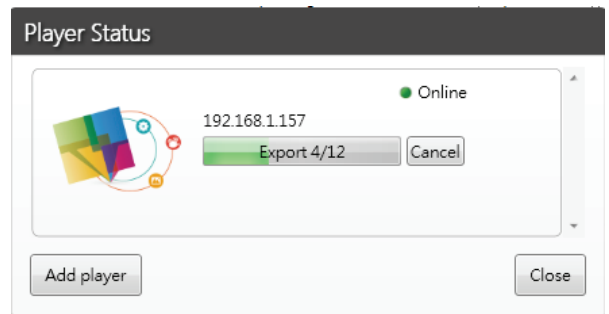 Player Status
Online
192.168.1.157
Export 4/12 Cancel
Add player Close